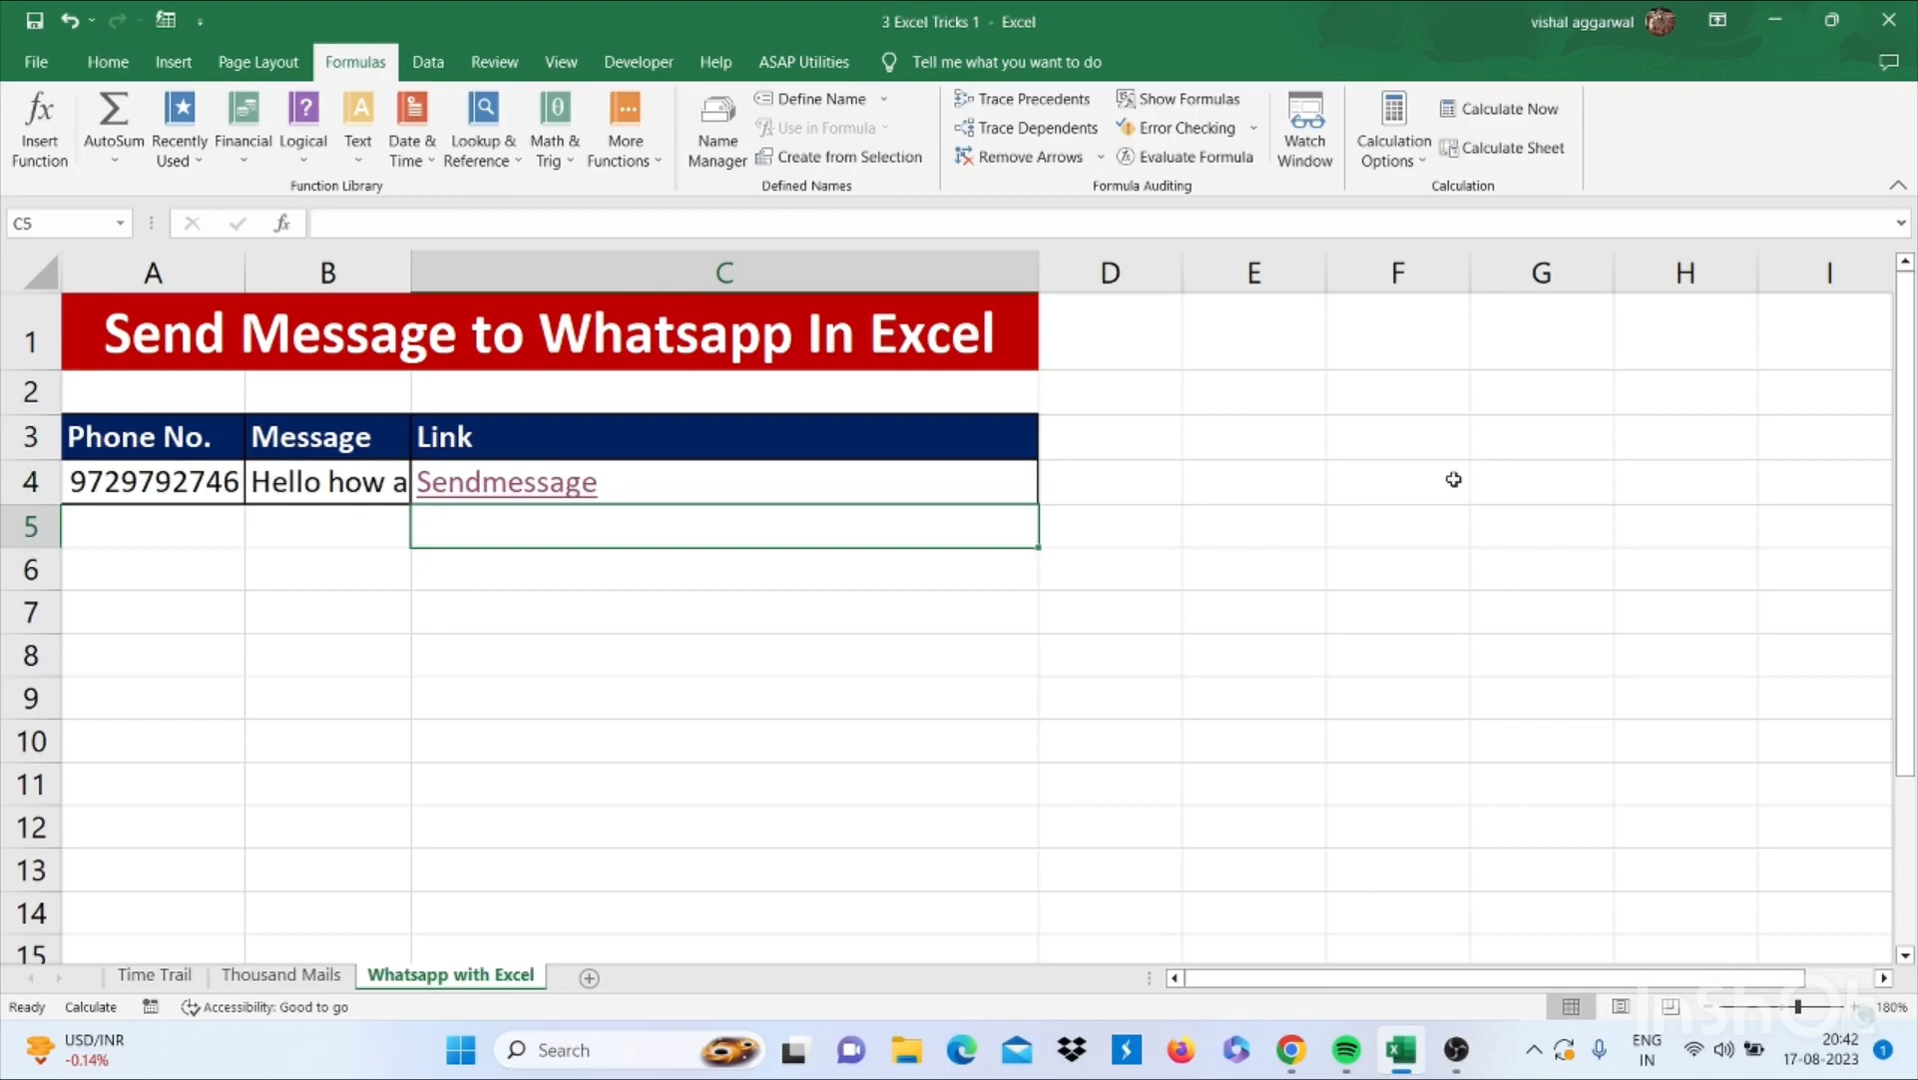 3 Excel Tricks 1 - Excel
vishal aggarwal
File Home Insert Page Layout Formulas Data Review View Developer Help ASAP Utilities Tell me what you want to do
Insert Function
AutoSum
Recently Used
Financial
Logical
Text
Date & Time
Lookup & Reference
Math & Trig
More Functions
Function Library
Name Manager
Define Name
Use in Formula
Create from Selection
Defined Names
Trace Precedents
Trace Dependents
Remove Arrows
Show Formulas
Error Checking
Evaluate Formula
Formula Auditing
Watch Window
Calculation Options
Calculate Now
Calculate Sheet
Calculation
C5
fx
A B C D E F G H I
1 Send Message to Whatsapp In Excel
2
3 Phone No. Message Link
4 9729792746 Hello how a Sendmessage
5
6
7
8
9
10
11
12
13
14
15
Time Trail Thousand Mails Whatsapp with Excel
Ready Calculate Accessibility: Good to go 180%
InShOt
USD/INR
-0.14%
Search
ENG
IN
20:42
17-08-2023
1